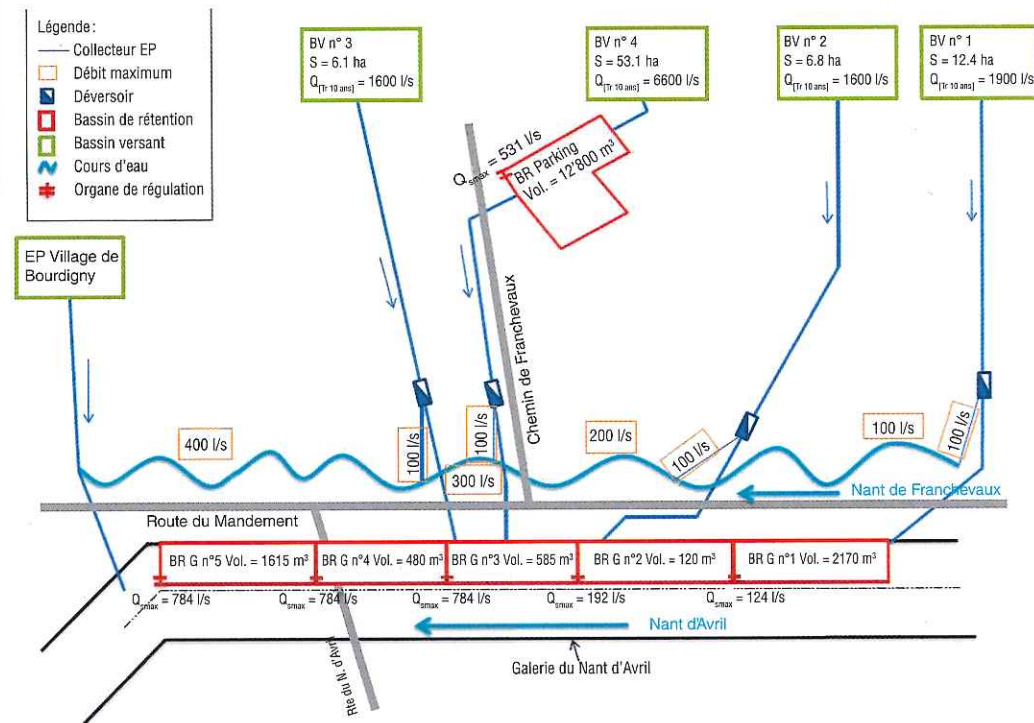 Légende :
Collecteur EP
Débit maximum
Déversoir
Bassin de rétention
Bassin versant
Cours d'eau
Organe de régulation
BV n° 3
S = 6.1 ha
Q[Tr 10 ans] = 1600 l/s
BV n° 4
S = 53.1 ha
Q[Tr 10 ans] = 6600 l/s
BV n° 2
S = 6.8 ha
Q[Tr 10 ans] = 1600 l/s
BV n° 1
S = 12.4 ha
Q[Tr 10 ans] = 1900 l/s
Qsmax = 531 l/s
BR Parking
Vol. = 12'800 m³
EP Village de
Bourdigny
Chemin de Franchevaux
400 l/s
100 l/s
100 l/s
300 l/s
200 l/s
100 l/s
100 l/s
100 l/s
Nant de Franchevaux
Route du Mandement
BR G n°5 Vol. = 1615 m³
BR G n°4 Vol. = 480 m³
BR G n°3 Vol. = 585 m³
BR G n°2 Vol. = 120 m³
BR G n°1 Vol. = 2170 m³
Qsmax = 784 l/s
Qsmax = 784 l/s
Qsmax = 784 l/s
Qsmax = 192 l/s
Qsmax = 124 l/s
Nant d'Avril
Rte du N. d'Avril
Galerie du Nant d'Avril